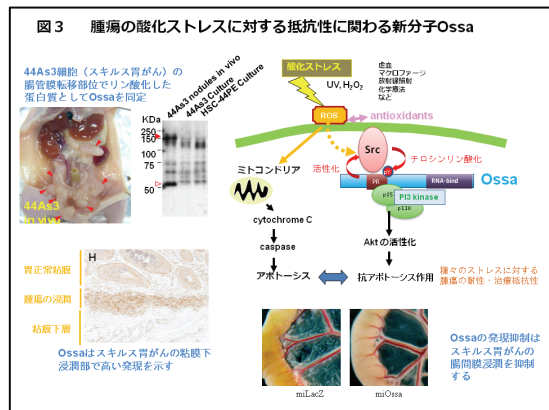 図3 腫瘍の酸化ストレスに対する抵抗性に関わる新分子Ossa
44As3細胞（スキルス胃がん）の
腸管膜転移部位でリン酸化した
蛋白質としてOssaを同定
44As3 nodules in vivo
44As3 Culture
HSC-44PE Culture
KDa
250
150
100
75
50
44As3
in vivo
酸化ストレス
UV, H2O2
虚血
マクロファージ
放射線照射
化学療法
など
ROS
antioxidants
Src
活性化
チロシンリン酸化
pY
PR
RNA-bind
Ossa
p85
PI3 kinase
p110
ミトコンドリア
cytochrome C
caspase
アポトーシス
Aktの活性化
抗アポトーシス作用
種々のストレスに対する
腫瘍の耐性・治療抵抗性
H
胃正常粘膜
腫瘍の浸潤
粘膜下層
Ossaはスキルス胃がんの粘膜下
浸潤部で高い発現を示す
miLacZ
miOssa
Ossaの発現抑制は
スキルス胃がんの
腸間膜浸潤を抑制
する